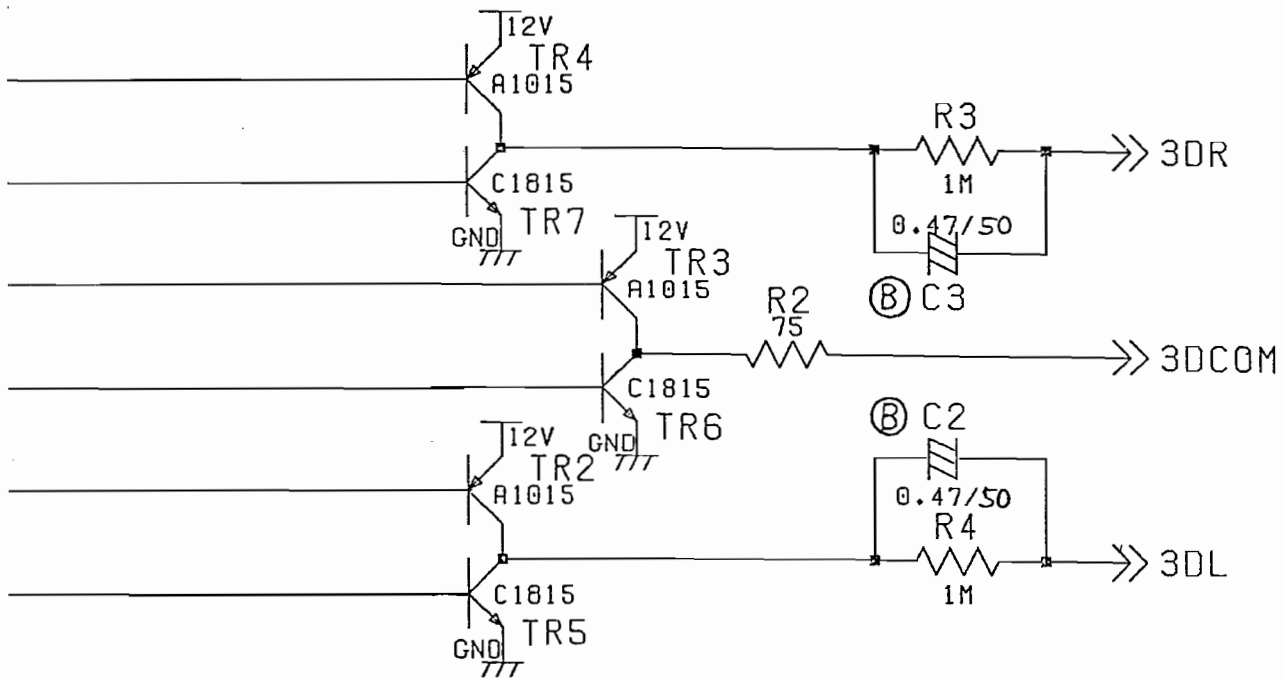 12V
TR4
A1015
R3
3DR
1M
C1815
TR7
GND
0.47/50
12V
TR3
A1015
B C3
R2
75
3DCOM
C1815
TR6
GND
B C2
12V
TR2
A1015
0.47/50
R4
3DL
1M
C1815
TR5
GND